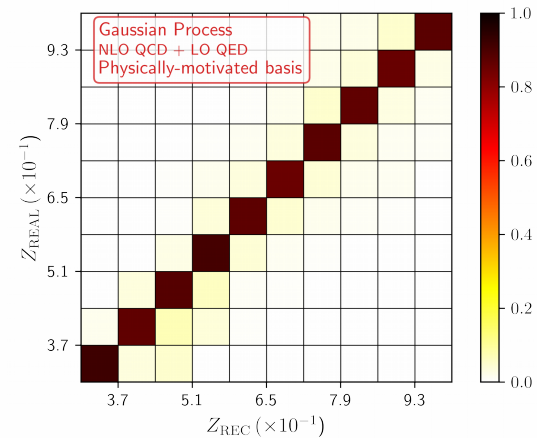 Gaussian Process
NLO QCD + LO QED
Physically-motivated basis
1.0
0.8
0.6
0.4
0.2
0.0
Z_REAL (×10⁻¹)
9.3
7.9
6.5
5.1
3.7
3.7 5.1 6.5 7.9 9.3
Z_REC (×10⁻¹)